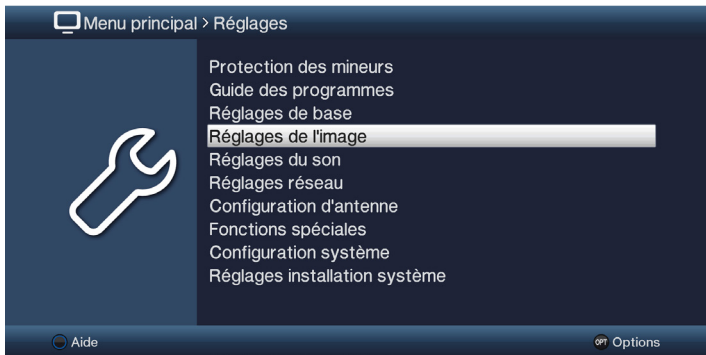 Menu principal > Réglages
Protection des mineurs
Guide des programmes
Réglages de base
Réglages de l'image
Réglages du son
Réglages réseau
Configuration d'antenne
Fonctions spéciales
Configuration système
Réglages installation système
Aide
OPT Options